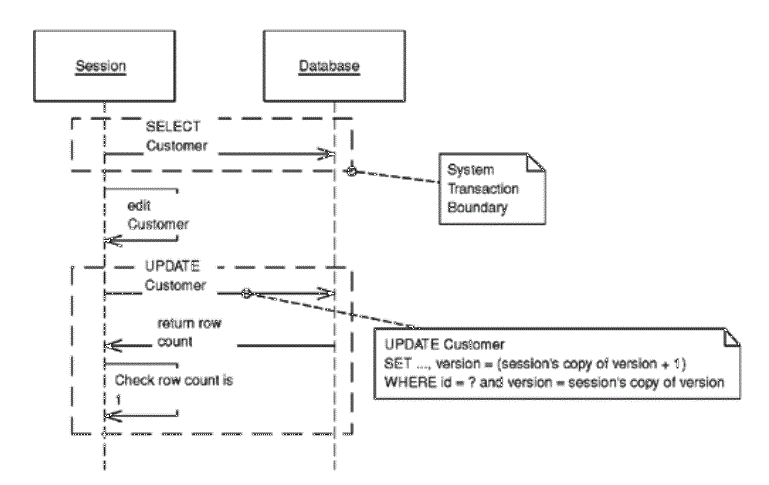 Session
Database
SELECT
Customer
System
Transaction
Boundary
edit
Customer
UPDATE
Customer
return row
count
UPDATE Customer
SET ..., version = (session's copy of version + 1)
WHERE id = ? and version = session's copy of version
Check row count is
1